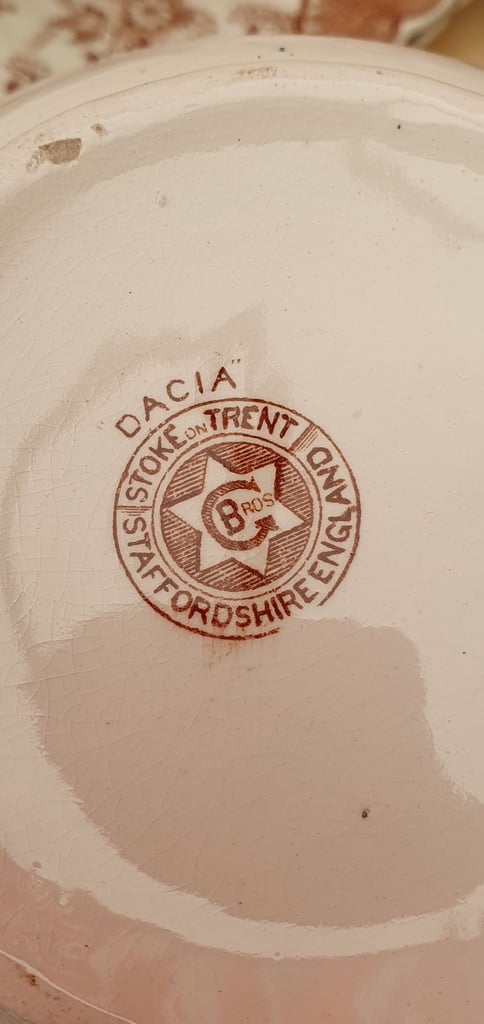 "DACIA"
STOKE ON TRENT
STAFFORDSHIRE ENGLAND
G
BROS